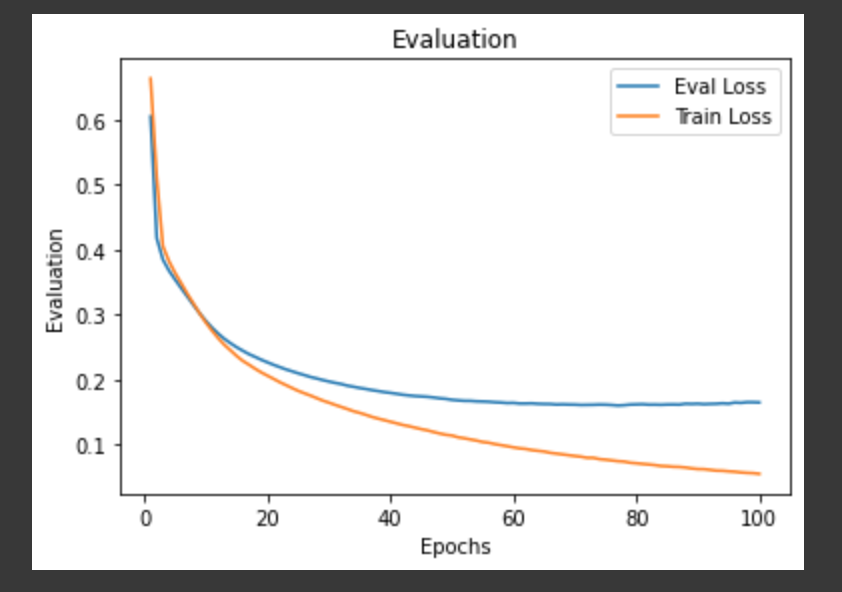 Evaluation
Eval Loss
Train Loss
0.6
0.5
0.4
0.3
0.2
0.1
Evaluation
0 20 40 60 80 100
Epochs